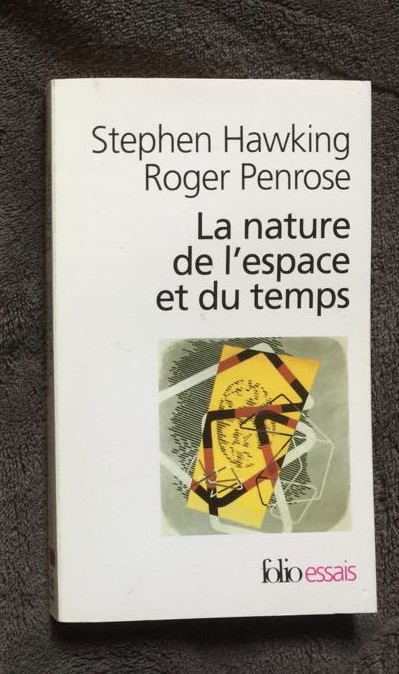 Stephen Hawking
Roger Penrose
La nature
de l'espace
et du temps
folio essais